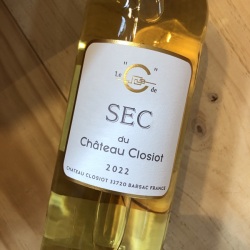 Le "C" de
SEC
du
Château Closiot
2022
CHATEAU CLOSIOT 33720 BARSAC FRANCE